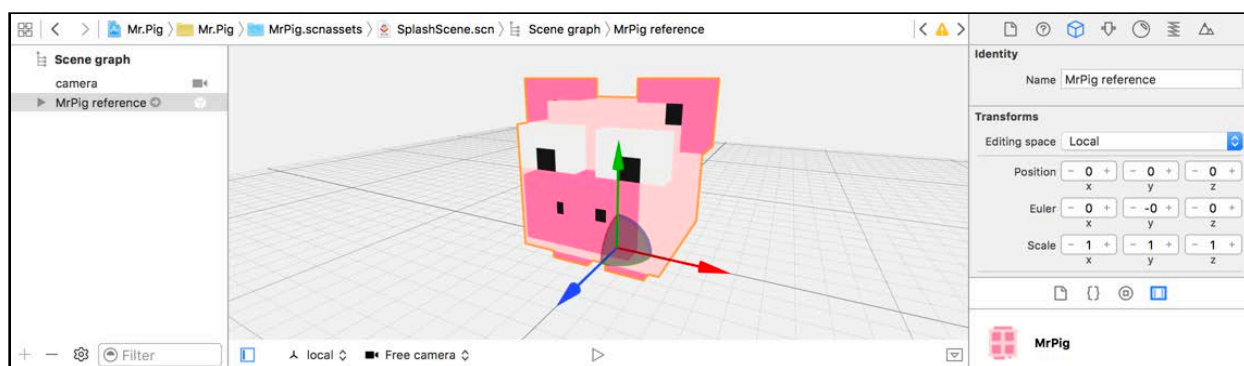 Mr.Pig Mr.Pig MrPig.scnassets SplashScene.scn Scene graph MrPig reference
Scene graph
camera
MrPig reference
Filter
local Free camera
Identity
Name MrPig reference
Transforms
Editing space Local
Position − 0 + − 0 + − 0 +
x y z
Euler − 0 + − -0 + − 0 +
x y z
Scale − 1 + − 1 + − 1 +
x y z
{}
MrPig